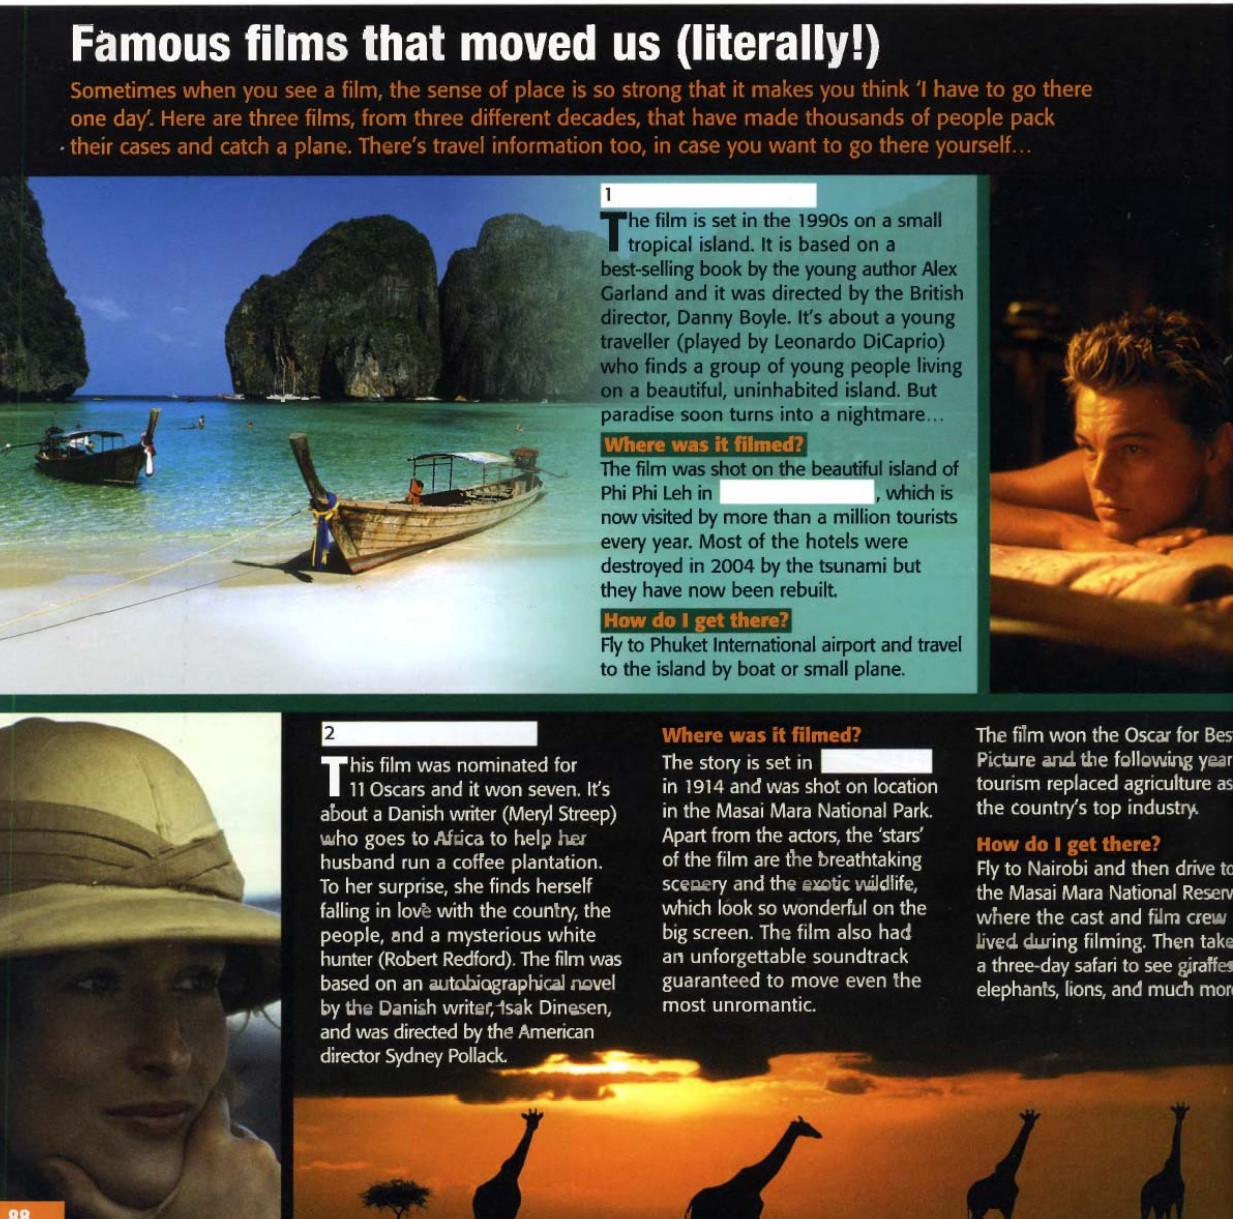 Famous films that moved us (literally!)
Sometimes when you see a film, the sense of place is so strong that it makes you think 'I have to go there
one day'. Here are three films, from three different decades, that have made thousands of people pack
their cases and catch a plane. There's travel information too, in case you want to go there yourself...
1
The film is set in the 1990s on a small
tropical island. It is based on a
best-selling book by the young author Alex
Garland and it was directed by the British
director, Danny Boyle. It's about a young
traveller (played by Leonardo DiCaprio)
who finds a group of young people living
on a beautiful, uninhabited island. But
paradise soon turns into a nightmare...
Where was it filmed?
The film was shot on the beautiful island of
Phi Phi Leh in , which is
now visited by more than a million tourists
every year. Most of the hotels were
destroyed in 2004 by the tsunami but
they have now been rebuilt.
How do I get there?
Fly to Phuket International airport and travel
to the island by boat or small plane.
2
This film was nominated for
11 Oscars and it won seven. It's
about a Danish writer (Meryl Streep)
who goes to Africa to help her
husband run a coffee plantation.
To her surprise, she finds herself
falling in love with the country, the
people, and a mysterious white
hunter (Robert Redford). The film was
based on an autobiographical novel
by the Danish writer, Isak Dinesen,
and was directed by the American
director Sydney Pollack.
Where was it filmed?
The story is set in
in 1914 and was shot on location
in the Masai Mara National Park.
Apart from the actors, the 'stars'
of the film are the breathtaking
scenery and the exotic wildlife,
which look so wonderful on the
big screen. The film also had
an unforgettable soundtrack
guaranteed to move even the
most unromantic.
The film won the Oscar for Bes
Picture and the following year
tourism replaced agriculture as
the country's top industry.
How do I get there?
Fly to Nairobi and then drive to
the Masai Mara National Reserv
where the cast and film crew
lived during filming. Then take
a three-day safari to see giraffes
elephants, lions, and much more
88